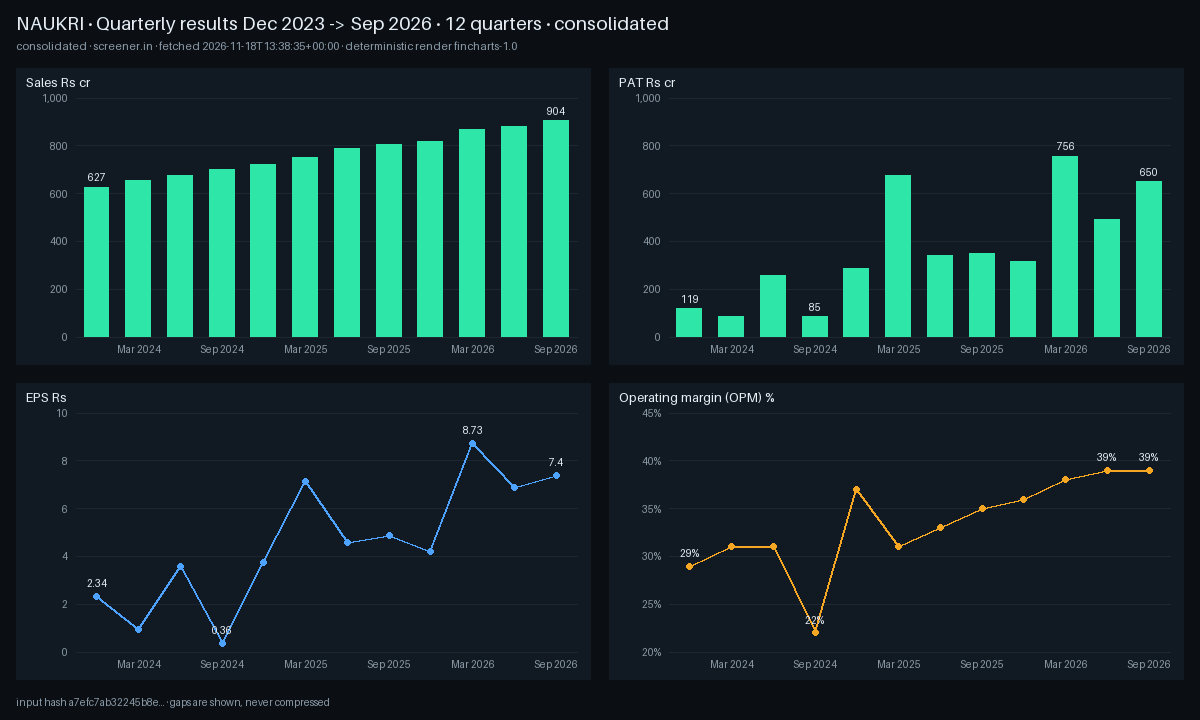 NAUKRI · Quarterly results Dec 2023 -> Sep 2026 · 12 quarters · consolidated
consolidated · screener.in · fetched 2026-11-18T13:38:35+00:00 · deterministic render fincharts-1.0
Sales Rs cr
1,000
800
600
400
200
0
627
904
Mar 2024
Sep 2024
Mar 2025
Sep 2025
Mar 2026
Sep 2026
PAT Rs cr
1,000
800
600
400
200
0
119
85
756
650
Mar 2024
Sep 2024
Mar 2025
Sep 2025
Mar 2026
Sep 2026
EPS Rs
10
8
6
4
2
0
2.34
0.36
8.73
7.4
Mar 2024
Sep 2024
Mar 2025
Sep 2025
Mar 2026
Sep 2026
Operating margin (OPM) %
45%
40%
35%
30%
25%
20%
29%
22%
39%
39%
Mar 2024
Sep 2024
Mar 2025
Sep 2025
Mar 2026
Sep 2026
input hash a7efc7ab32245b8e… · gaps are shown, never compressed